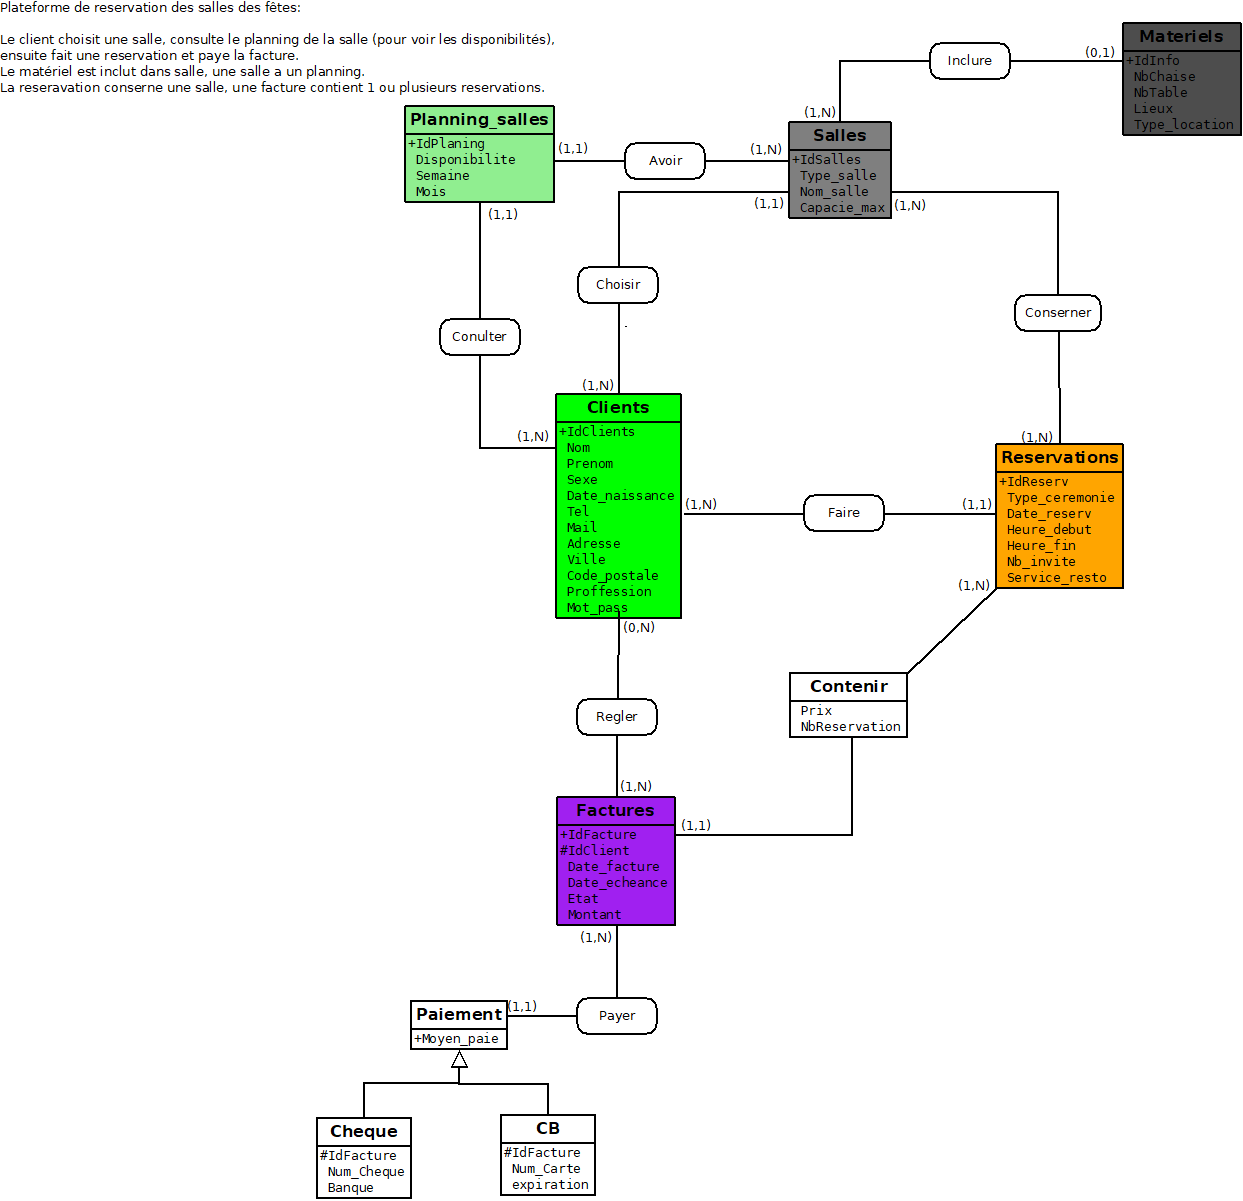 Plateforme de reservation des salles des fêtes:
Le client choisit une salle, consulte le planning de la salle (pour voir les disponibilités),
ensuite fait une reservation et paye la facture.
Le matériel est inclut dans salle, une salle a un planning.
La reseravation conserne une salle, une facture contient 1 ou plusieurs reservations.
Materiels
+IdInfo
NbChaise
NbTable
Lieux
Type_location
(0,1)
Inclure
(1,N)
Planning_salles
+IdPlaning
Disponibilite
Semaine
Mois
(1,1)
Avoir
(1,N)
Salles
+IdSalles
Type_salle
Nom_salle
Capacie_max
(1,1)
(1,N)
(1,1)
Choisir
Conserner
Conulter
(1,N)
(1,N)
Clients
+IdClients
Nom
Prenom
Sexe
Date_naissance
Tel
Mail
Adresse
Ville
Code_postale
Proffession
Mot_pass
(1,N)
Faire
(1,1)
(1,N)
Reservations
+IdReserv
Type_ceremonie
Date_reserv
Heure_debut
Heure_fin
Nb_invite
Service_resto
(1,N)
(0,N)
Contenir
Prix
NbReservation
Regler
(1,N)
Factures
+IdFacture
#IdClient
Date_facture
Date_echeance
Etat
Montant
(1,1)
(1,N)
Paiement
+Moyen_paie
(1,1)
Payer
Cheque
#IdFacture
Num_Cheque
Banque
CB
#IdFacture
Num_Carte
expiration